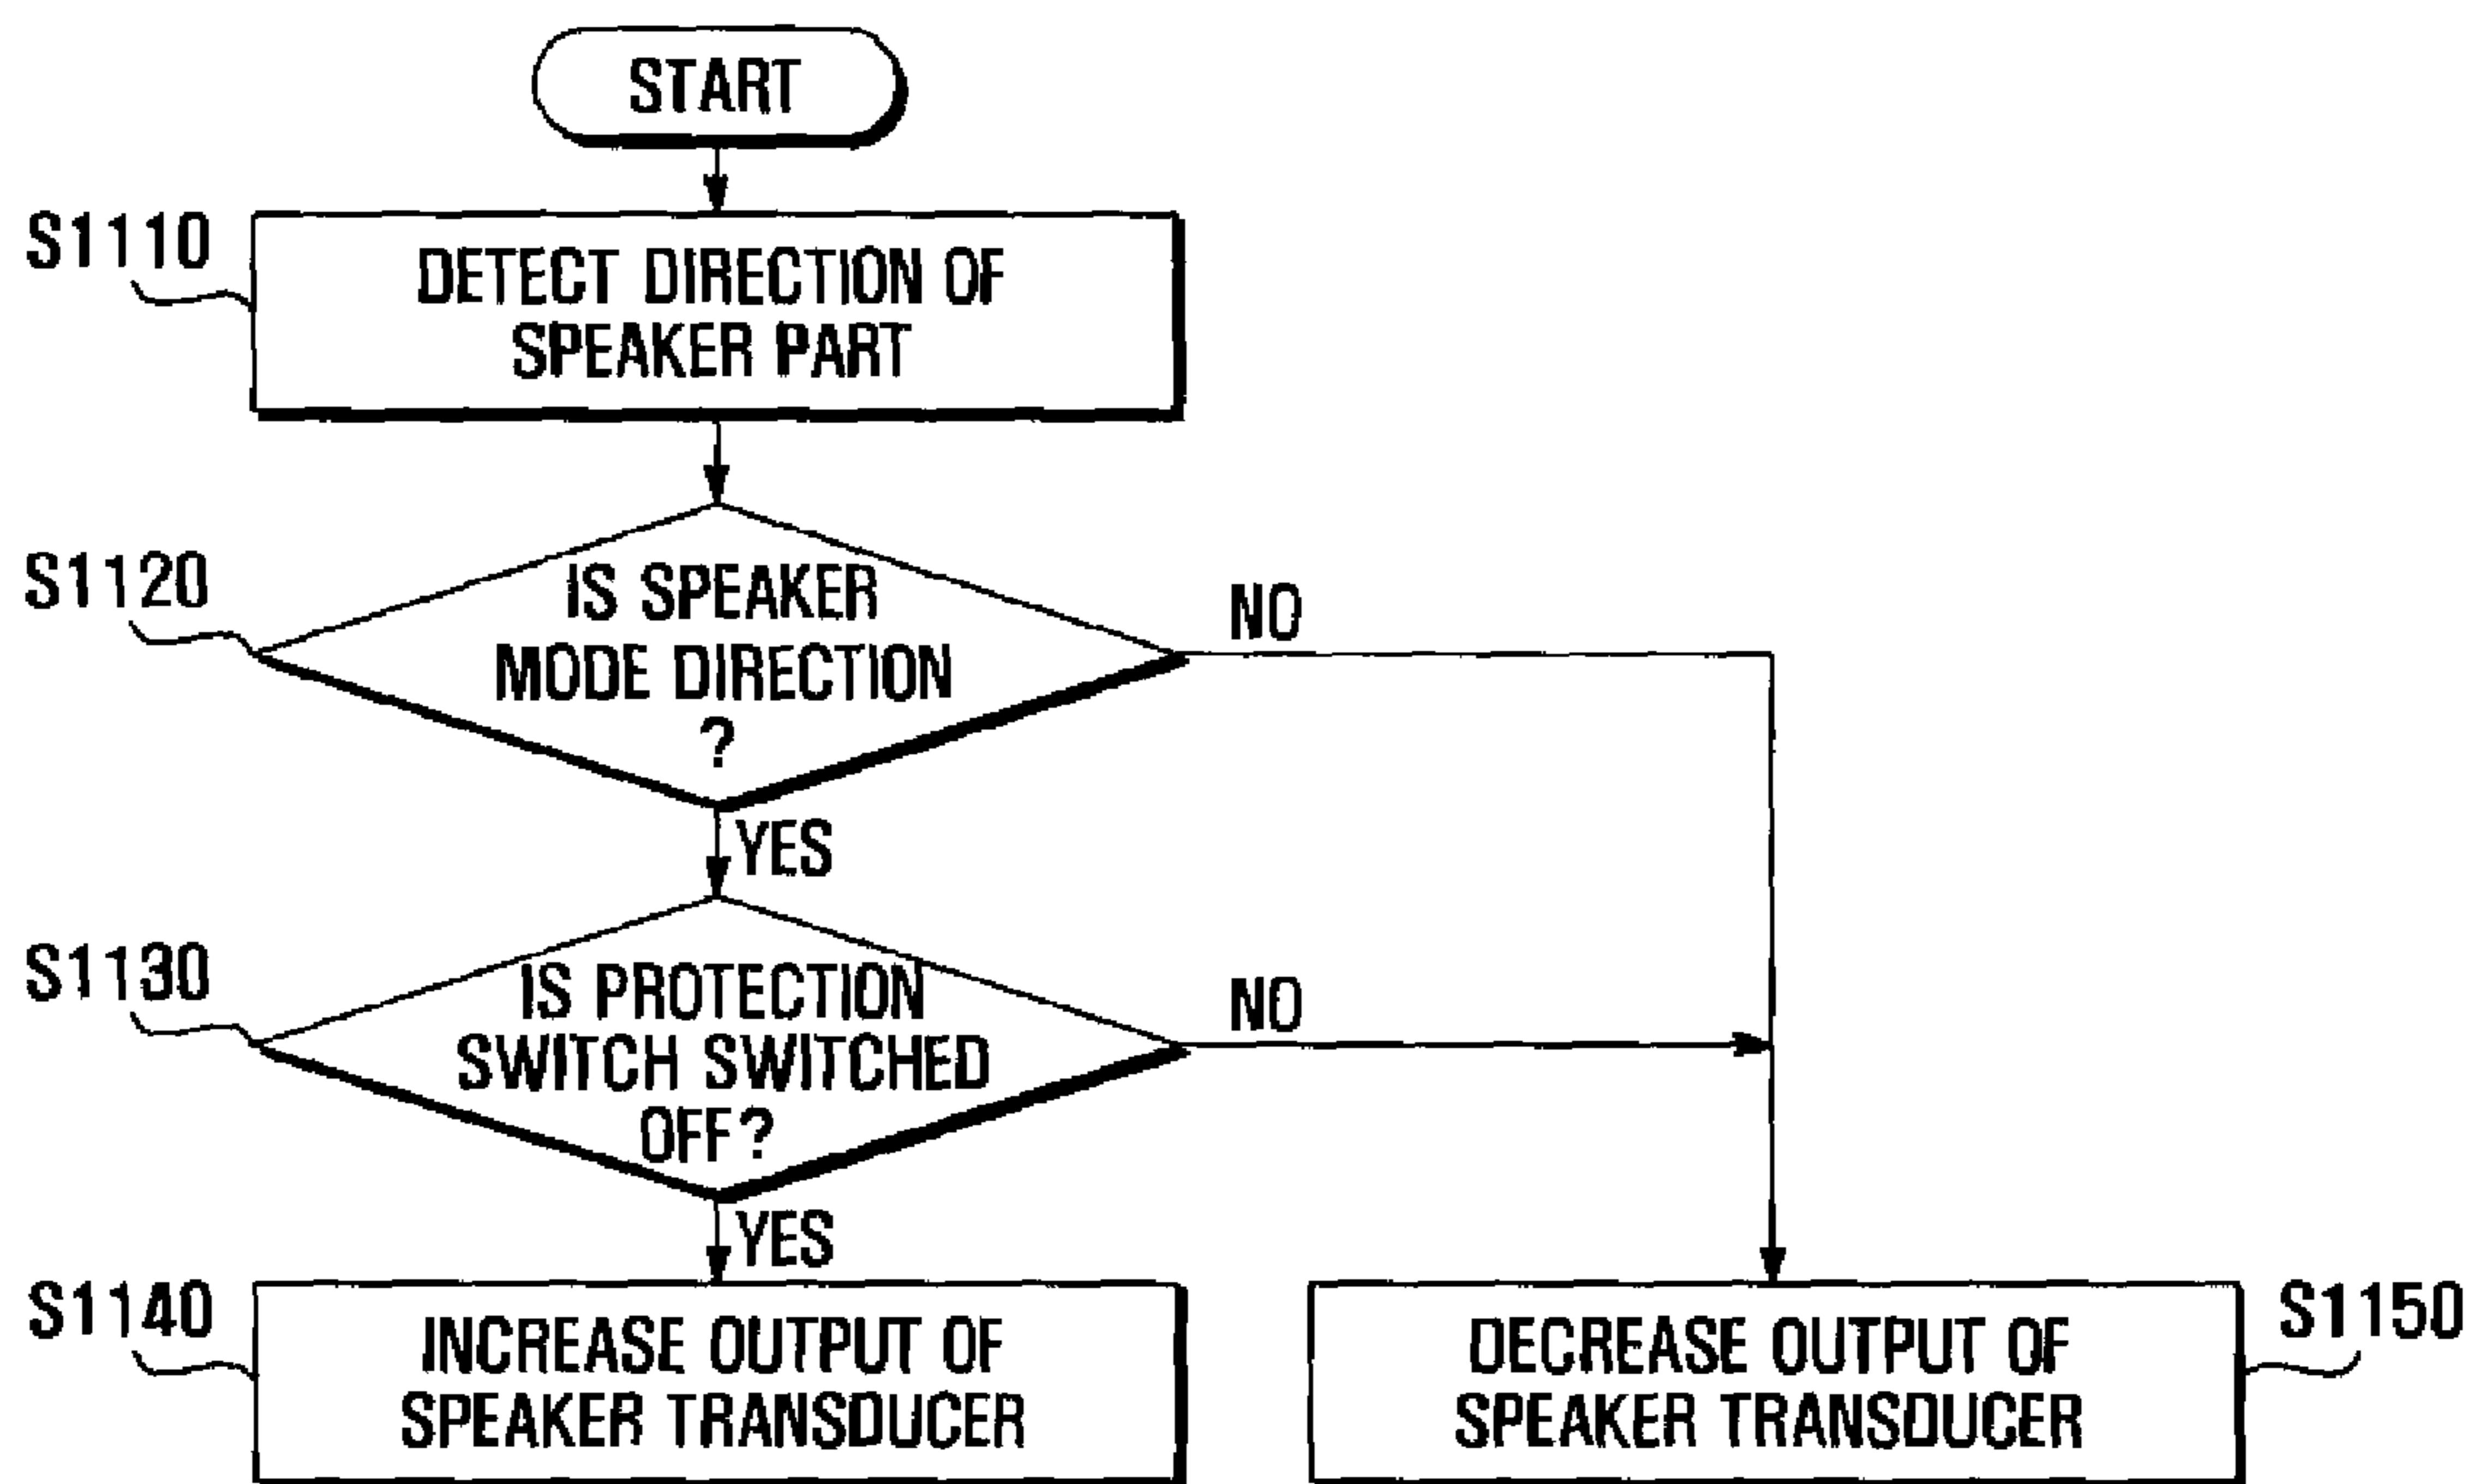 START
S1110
DETECT DIRECTION OF
SPEAKER PART
S1120
IS SPEAKER
MODE DIRECTION
?
NO
YES
S1130
IS PROTECTION
SWITCH SWITCHED
OFF?
NO
YES
S1140
INCREASE OUTPUT OF
SPEAKER TRANSDUCER
DECREASE OUTPUT OF
SPEAKER TRANSDUCER
S1150